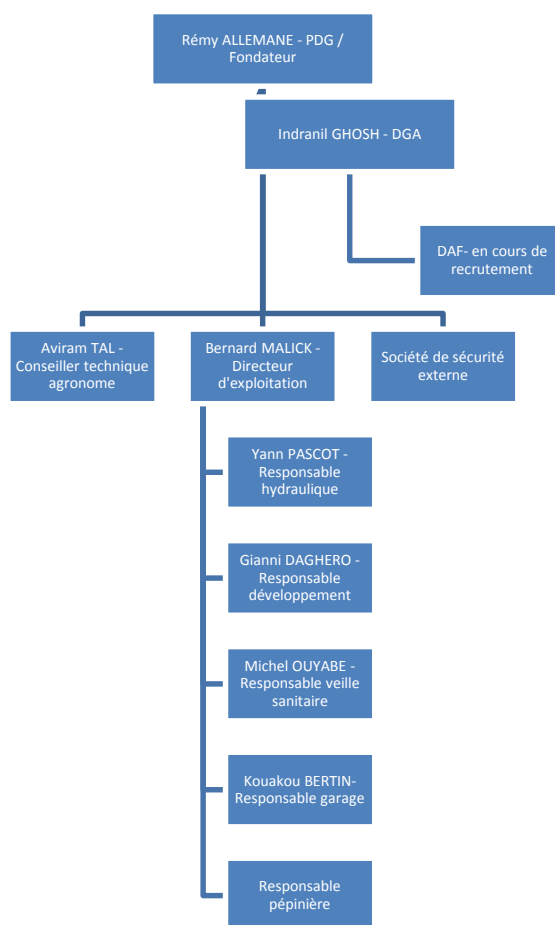 Rémy ALLEMANE - PDG /
Fondateur
Indranil GHOSH - DGA
DAF- en cours de
recrutement
Aviram TAL -
Conseiller technique
agronome
Bernard MALICK -
Directeur
d'exploitation
Société de sécurité
externe
Yann PASCOT -
Responsable
hydraulique
Gianni DAGHERO -
Responsable
développement
Michel OUYABE -
Responsable veille
sanitaire
Kouakou BERTIN-
Responsable garage
Responsable
pépinière